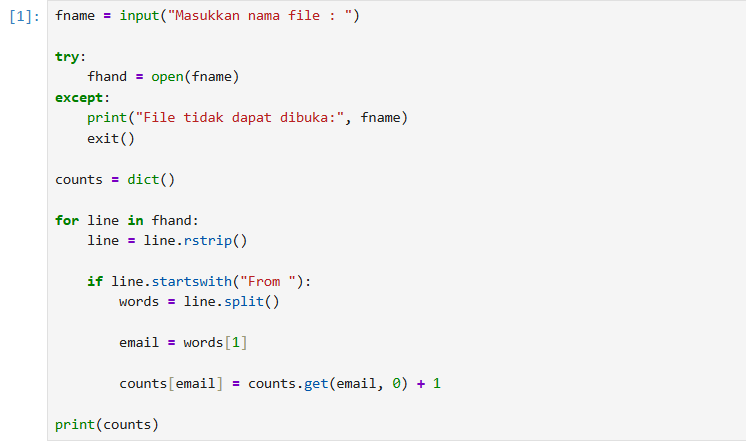 [1]: fname = input("Masukkan nama file : ")
try:
    fhand = open(fname)
except:
    print("File tidak dapat dibuka:", fname)
    exit()
counts = dict()
for line in fhand:
    line = line.rstrip()
    if line.startswith("From "):
        words = line.split()
        email = words[1]
        counts[email] = counts.get(email, 0) + 1
print(counts)